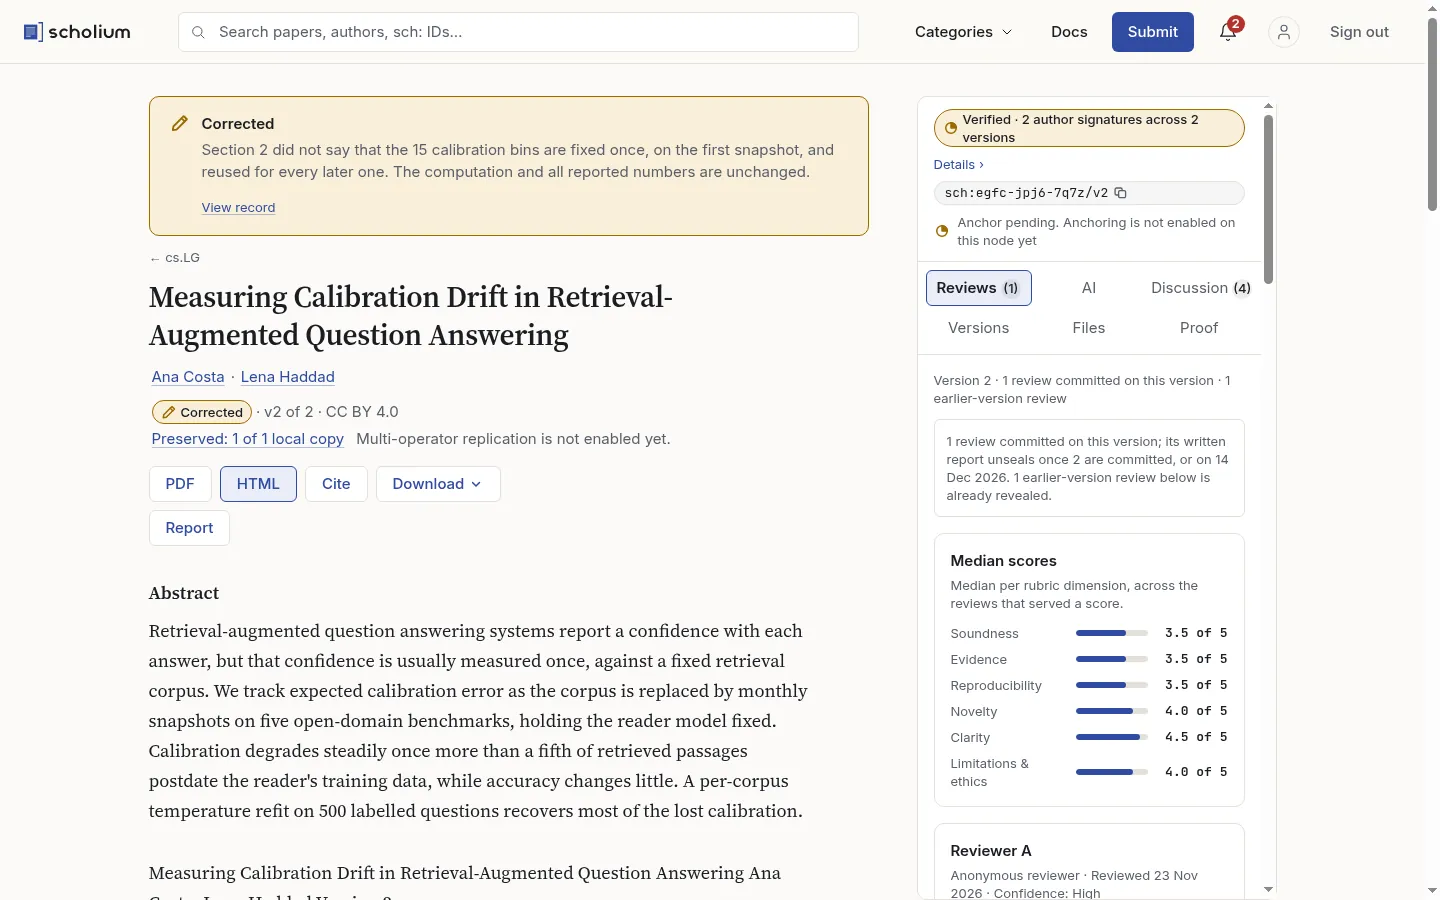 scholium
Search papers, authors, sch: IDs...
Categories
Docs
Submit
2
Sign out
Corrected
Section 2 did not say that the 15 calibration bins are fixed once, on the first snapshot, and
reused for every later one. The computation and all reported numbers are unchanged.
View record
← cs.LG
Measuring Calibration Drift in Retrieval-
Augmented Question Answering
Ana Costa · Lena Haddad
Corrected · v2 of 2 · CC BY 4.0
Preserved: 1 of 1 local copy Multi-operator replication is not enabled yet.
PDF
HTML
Cite
Download
Report
Abstract
Retrieval-augmented question answering systems report a confidence with each
answer, but that confidence is usually measured once, against a fixed retrieval
corpus. We track expected calibration error as the corpus is replaced by monthly
snapshots on five open-domain benchmarks, holding the reader model fixed.
Calibration degrades steadily once more than a fifth of retrieved passages
postdate the reader's training data, while accuracy changes little. A per-corpus
temperature refit on 500 labelled questions recovers most of the lost calibration.
Measuring Calibration Drift in Retrieval-Augmented Question Answering Ana
Verified · 2 author signatures across 2
versions
Details ›
sch:egfc-jpj6-7q7z/v2
Anchor pending. Anchoring is not enabled on
this node yet
Reviews (1)
AI
Discussion (4)
Versions
Files
Proof
Version 2 · 1 review committed on this version · 1
earlier-version review
1 review committed on this version; its written
report unseals once 2 are committed, or on 14
Dec 2026. 1 earlier-version review below is
already revealed.
Median scores
Median per rubric dimension, across the
reviews that served a score.
Soundness 3.5 of 5
Evidence 3.5 of 5
Reproducibility 3.5 of 5
Novelty 4.0 of 5
Clarity 4.5 of 5
Limitations &
ethics 4.0 of 5
Reviewer A
Anonymous reviewer · Reviewed 23 Nov
2026 · Confidence: High